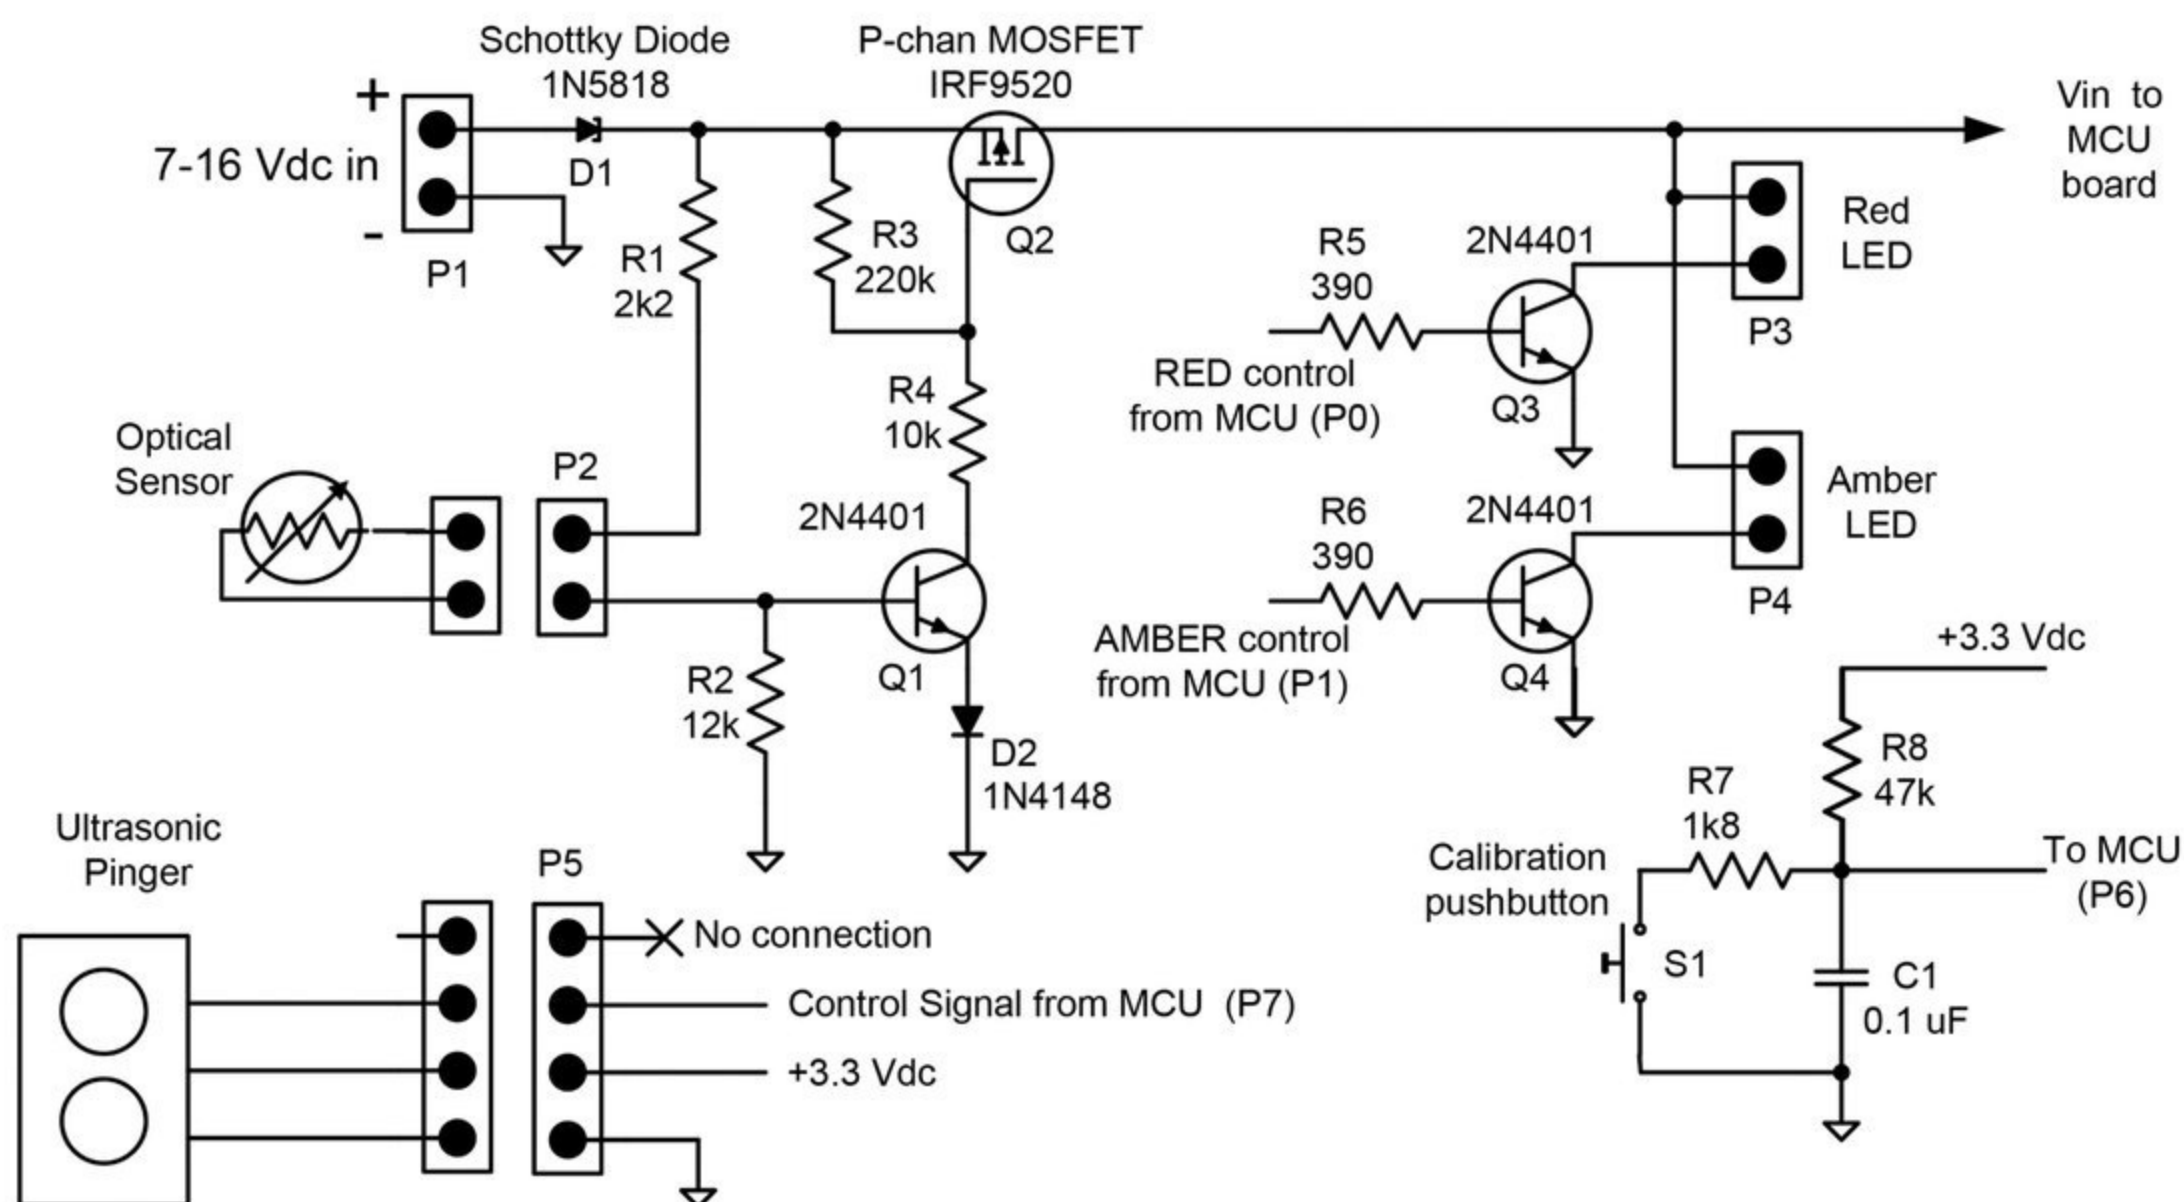 Schottky Diode
1N5818
P-chan MOSFET
IRF9520
+
7-16 Vdc in
-
P1
D1
R1
2k2
R3
220k
Q2
Vin to
MCU
board
Red
LED
P3
R5
390
2N4401
RED control
from MCU (P0)
Q3
R4
10k
Optical
Sensor
P2
2N4401
Q1
R2
12k
D2
1N4148
R6
390
2N4401
AMBER control
from MCU (P1)
Q4
Amber
LED
P4
+3.3 Vdc
R8
47k
R7
1k8
Calibration
pushbutton
S1
To MCU
(P6)
C1
0.1 uF
Ultrasonic
Pinger
P5
No connection
Control Signal from MCU (P7)
+3.3 Vdc